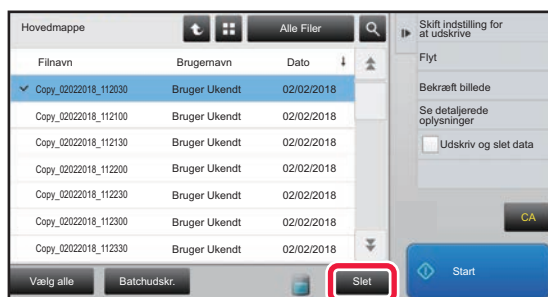 Hovedmappe
Alle Filer
Filnavn Brugernavn Dato
Copy_02022018_112030 Bruger Ukendt 02/02/2018
Copy_02022018_112100 Bruger Ukendt 02/02/2018
Copy_02022018_112130 Bruger Ukendt 02/02/2018
Copy_02022018_112200 Bruger Ukendt 02/02/2018
Copy_02022018_112230 Bruger Ukendt 02/02/2018
Copy_02022018_112300 Bruger Ukendt 02/02/2018
Copy_02022018_112330 Bruger Ukendt 02/02/2018
Vælg alle Batchudskr. Slet
Skift indstilling for
at udskrive
Flyt
Bekræft billede
Se detaljerede
oplysninger
Udskriv og slet data
CA
Start